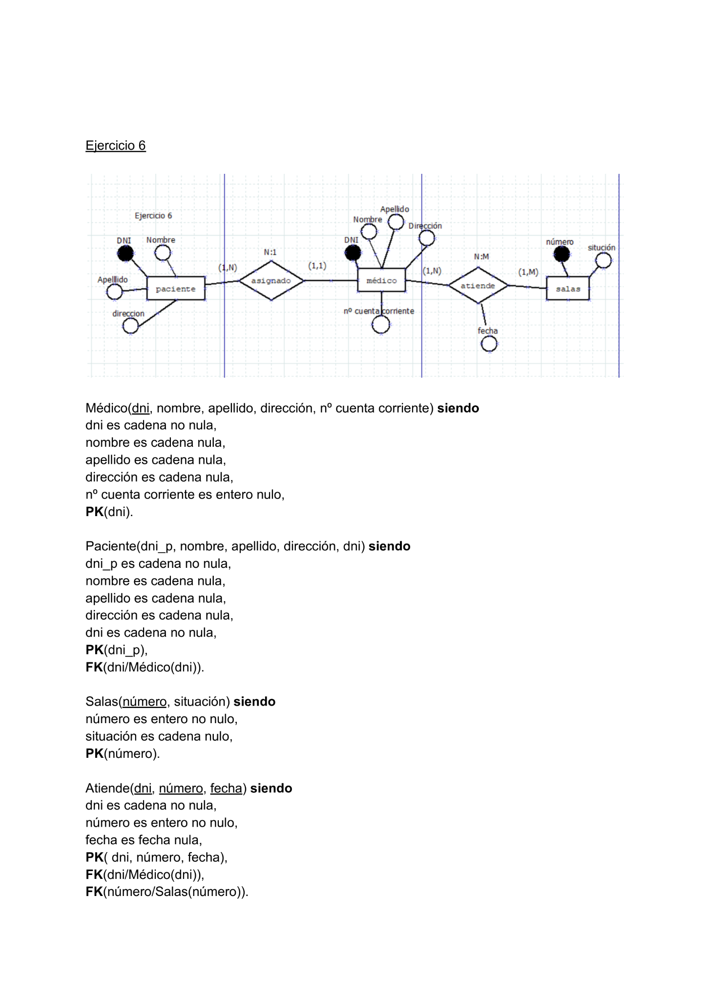 Ejercicio 6
Ejercicio 6
DNI
Nombre
Apelllido
direccion
paciente
(1,N)
N:1
asignado
(1,1)
DNI
Nombre
Apellido
Dirección
médico
nº cuenta corriente
(1,N)
N:M
atiende
fecha
(1,M)
número
situción
salas
Médico(dni, nombre, apellido, dirección, nº cuenta corriente) siendo
dni es cadena no nula,
nombre es cadena nula,
apellido es cadena nula,
dirección es cadena nula,
nº cuenta corriente es entero nulo,
PK(dni).
Paciente(dni_p, nombre, apellido, dirección, dni) siendo
dni_p es cadena no nula,
nombre es cadena nula,
apellido es cadena nula,
dirección es cadena nula,
dni es cadena no nula,
PK(dni_p),
FK(dni/Médico(dni)).
Salas(número, situación) siendo
número es entero no nulo,
situación es cadena nulo,
PK(número).
Atiende(dni, número, fecha) siendo
dni es cadena no nula,
número es entero no nulo,
fecha es fecha nula,
PK( dni, número, fecha),
FK(dni/Médico(dni)),
FK(número/Salas(número)).